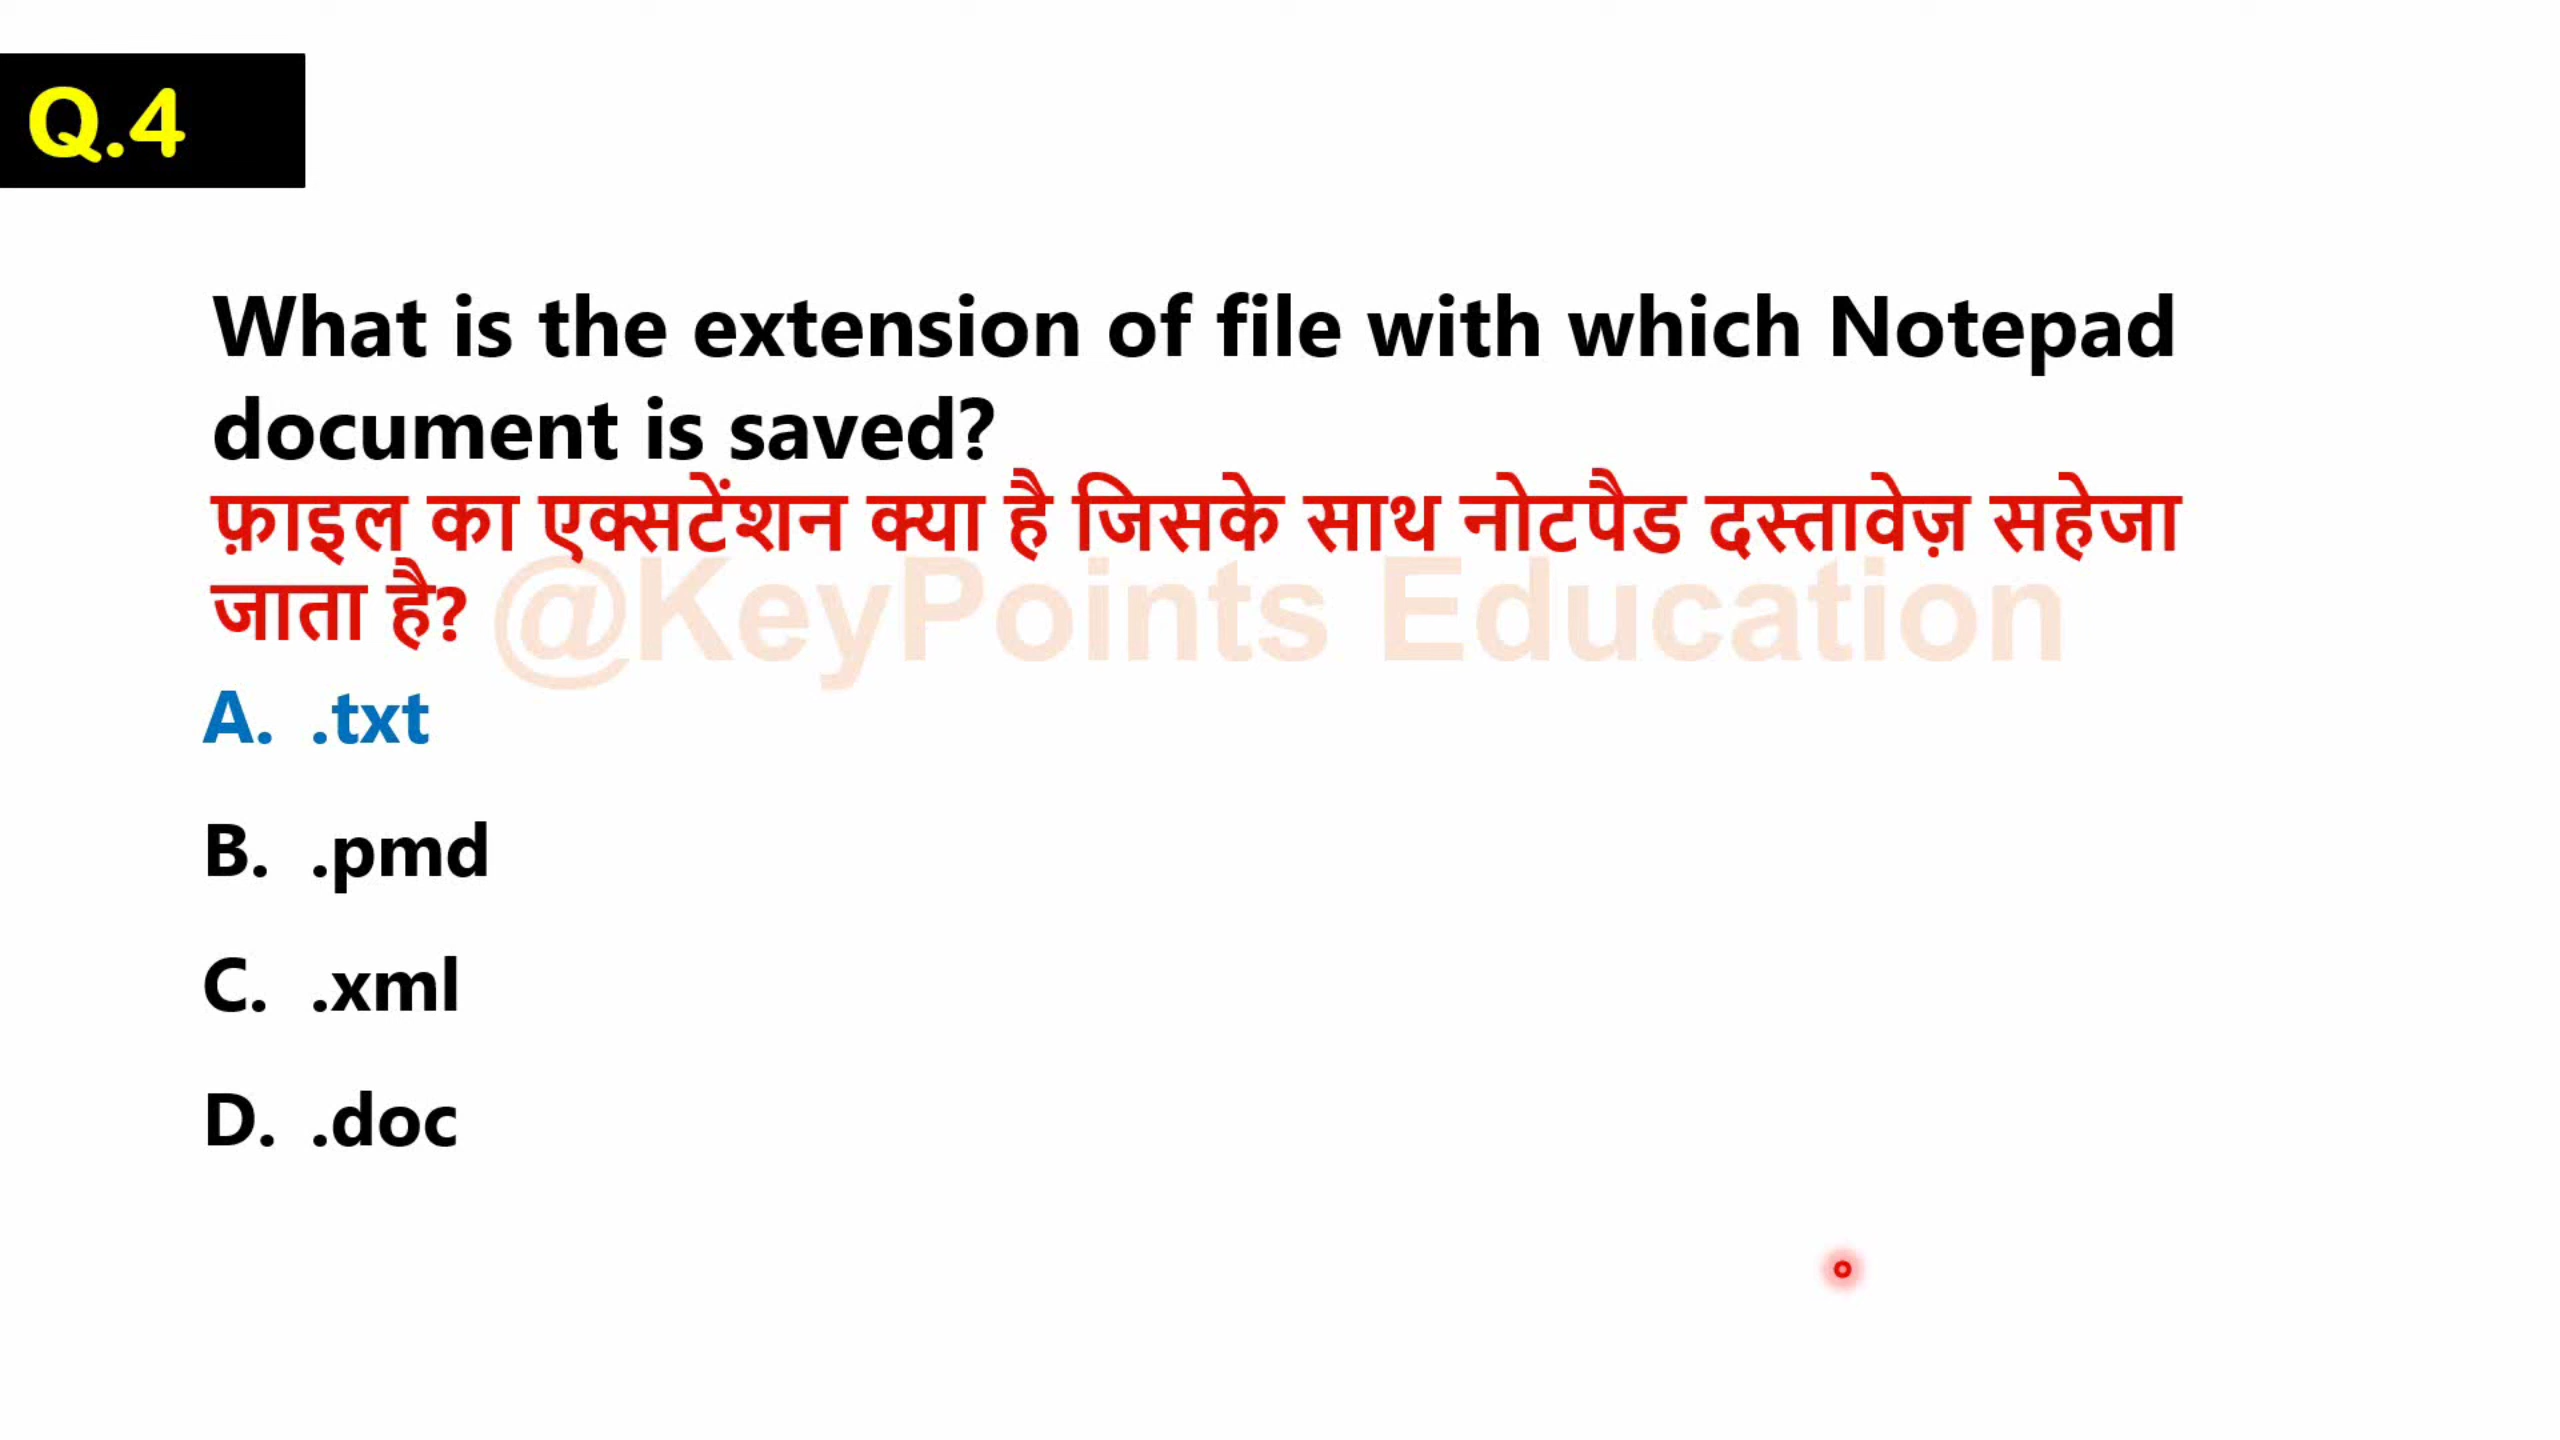 Q.4
What is the extension of file with which Notepad
document is saved?
फ़ाइल का एक्सटेंशन क्या है जिसके साथ नोटपैड दस्तावेज़ सहेजा
जाता है?
@KeyPoints Education
A. .txt
B. .pmd
C. .xml
D. .doc